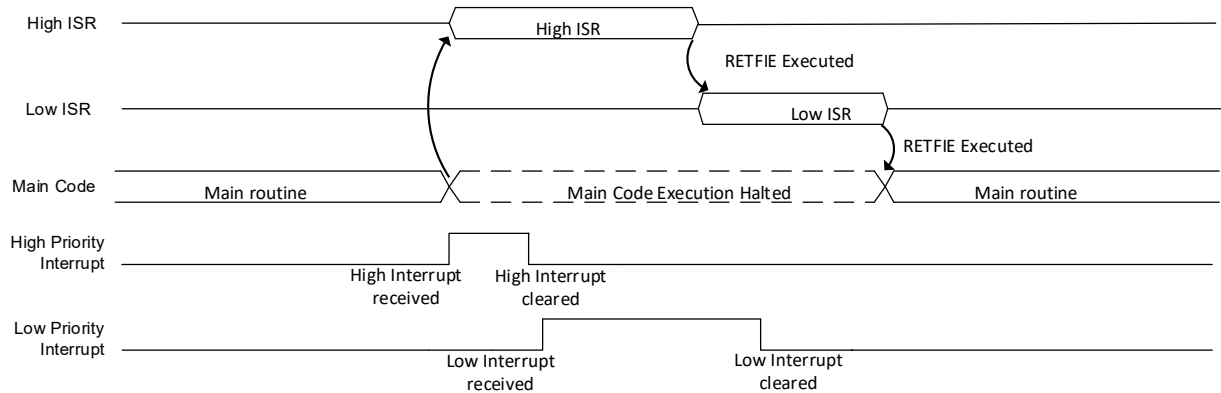 High ISR
High ISR
RETFIE Executed
Low ISR
Low ISR
RETFIE Executed
Main Code
Main routine
Main Code Execution Halted
Main routine
High Priority
Interrupt
High Interrupt
received
High Interrupt
cleared
Low Priority
Interrupt
Low Interrupt
received
Low Interrupt
cleared